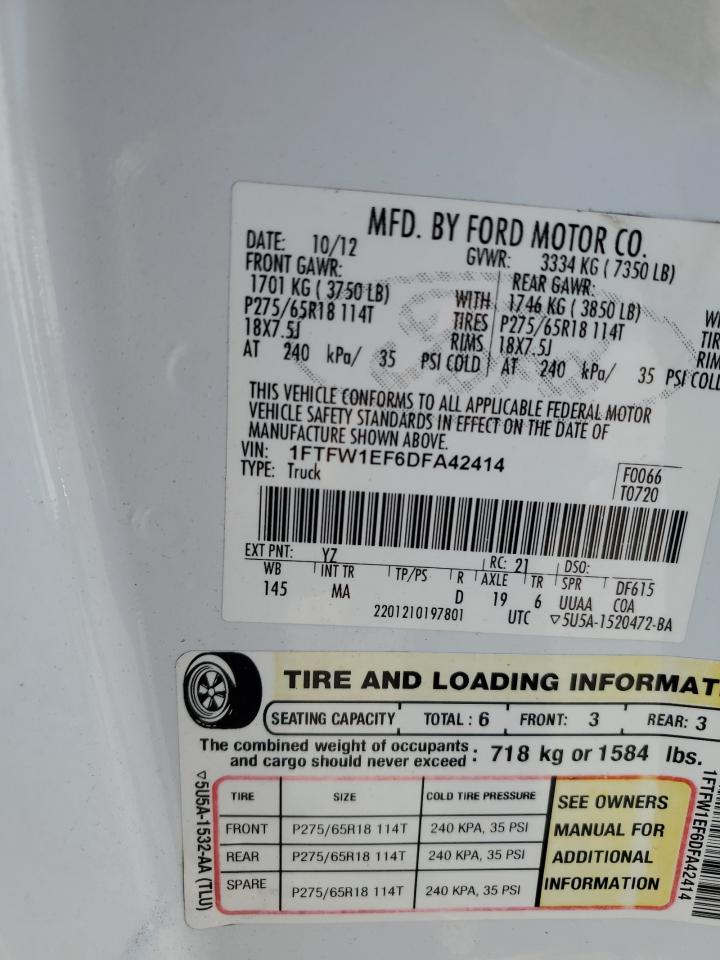 MFD. BY FORD MOTOR CO.
DATE: 10/12 GVWR: 3334 KG ( 7350 LB)
FRONT GAWR: REAR GAWR:
1701 KG ( 3750 LB) WITH 1746 KG ( 3850 LB)
P275/65R18 114T TIRES P275/65R18 114T
18X7.5J RIMS 18X7.5J
AT 240 kPa/ 35 PSI COLD AT 240 kPa/ 35 PSI COLD
THIS VEHICLE CONFORMS TO ALL APPLICABLE FEDERAL MOTOR
VEHICLE SAFETY STANDARDS IN EFFECT ON THE DATE OF
MANUFACTURE SHOWN ABOVE.
VIN: 1FTFW1EF6DFA42414
TYPE: Truck F0066
T0720
EXT PNT: YZ RC: 21 DSO:
WB INT TR TP/PS R AXLE TR SPR DF615
145 MA D 19 6 UUAA C0A
2201210197801 UTC ▽5U5A-1520472-BA
TIRE AND LOADING INFORMAT
SEATING CAPACITY TOTAL : 6 FRONT: 3 REAR: 3
The combined weight of occupants
and cargo should never exceed : 718 kg or 1584 lbs.
TIRE SIZE COLD TIRE PRESSURE
FRONT P275/65R18 114T 240 KPA, 35 PSI
REAR P275/65R18 114T 240 KPA, 35 PSI
SPARE P275/65R18 114T 240 KPA, 35 PSI
SEE OWNERS
MANUAL FOR
ADDITIONAL
INFORMATION
▽5U5A-1532-AA (TLU)
1FTFW1EF6DFA42414